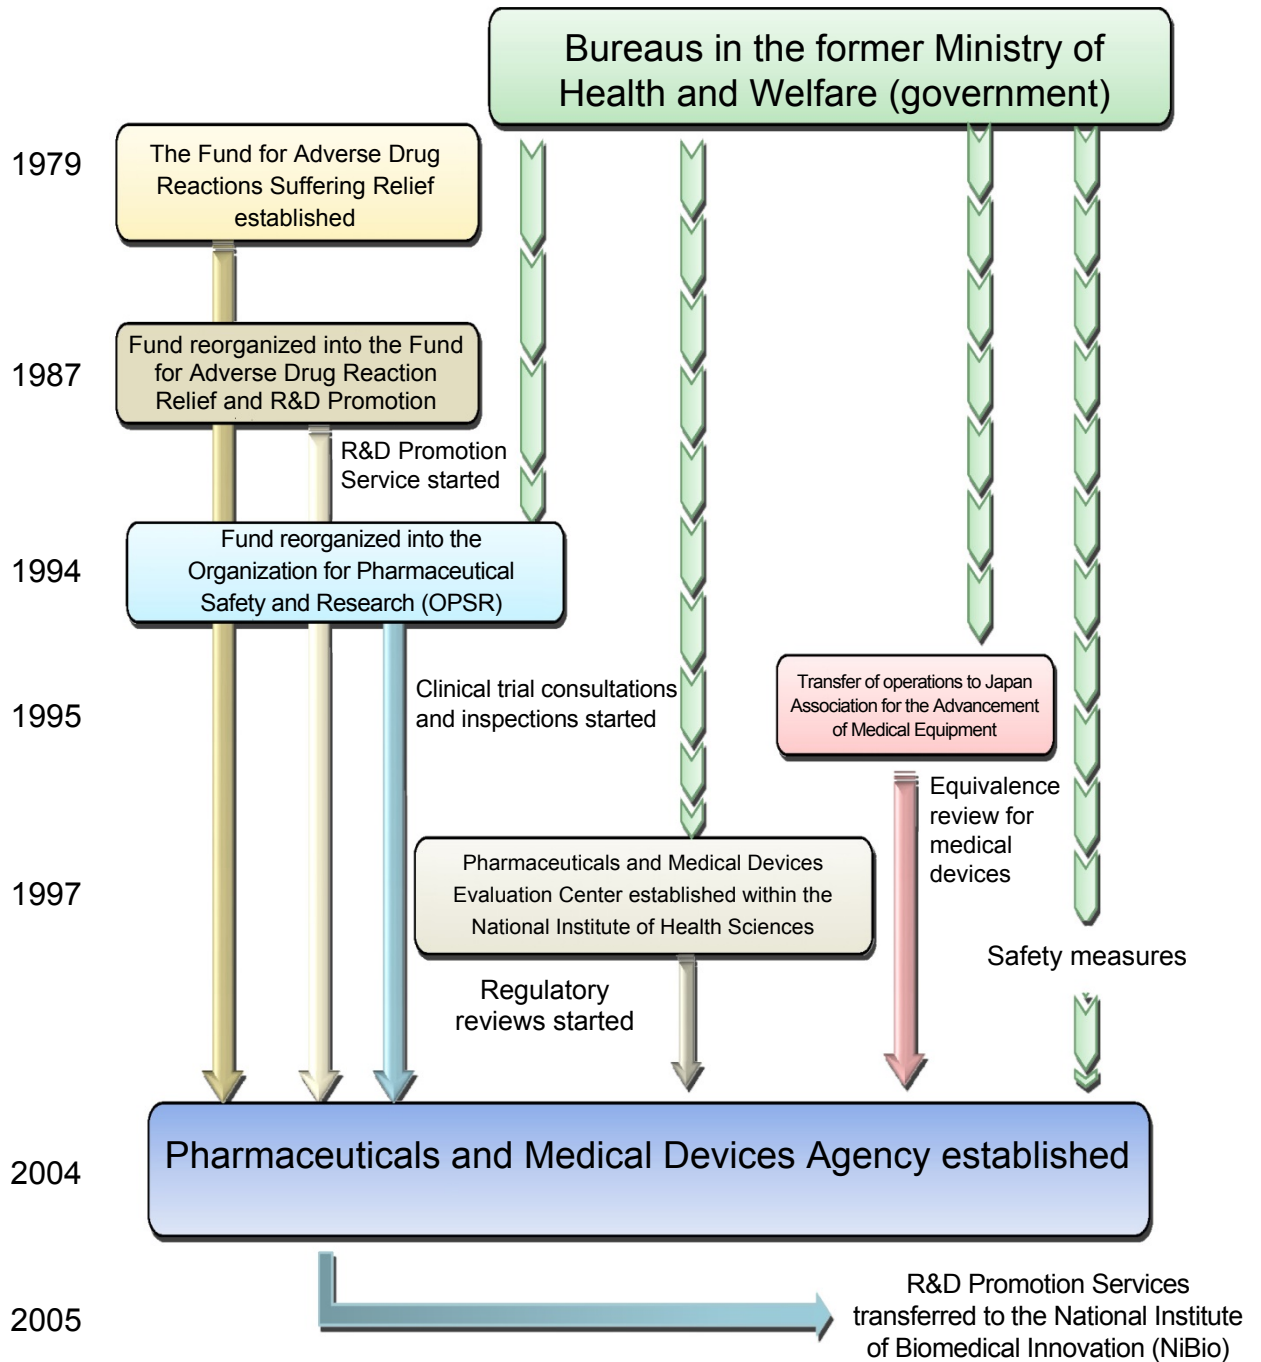 Bureaus in the former Ministry of
Health and Welfare (government)
1979
The Fund for Adverse Drug
Reactions Suffering Relief
established
1987
Fund reorganized into the Fund
for Adverse Drug Reaction
Relief and R&D Promotion
R&D Promotion
Service started
1994
Fund reorganized into the
Organization for Pharmaceutical
Safety and Research (OPSR)
Clinical trial consultations
and inspections started
1995
Transfer of operations to Japan
Association for the Advancement
of Medical Equipment
Equivalence
review for
medical
devices
1997
Pharmaceuticals and Medical Devices
Evaluation Center established within the
National Institute of Health Sciences
Regulatory
reviews started
Safety measures
2004
Pharmaceuticals and Medical Devices Agency established
2005
R&D Promotion Services
transferred to the National Institute
of Biomedical Innovation (NiBio)